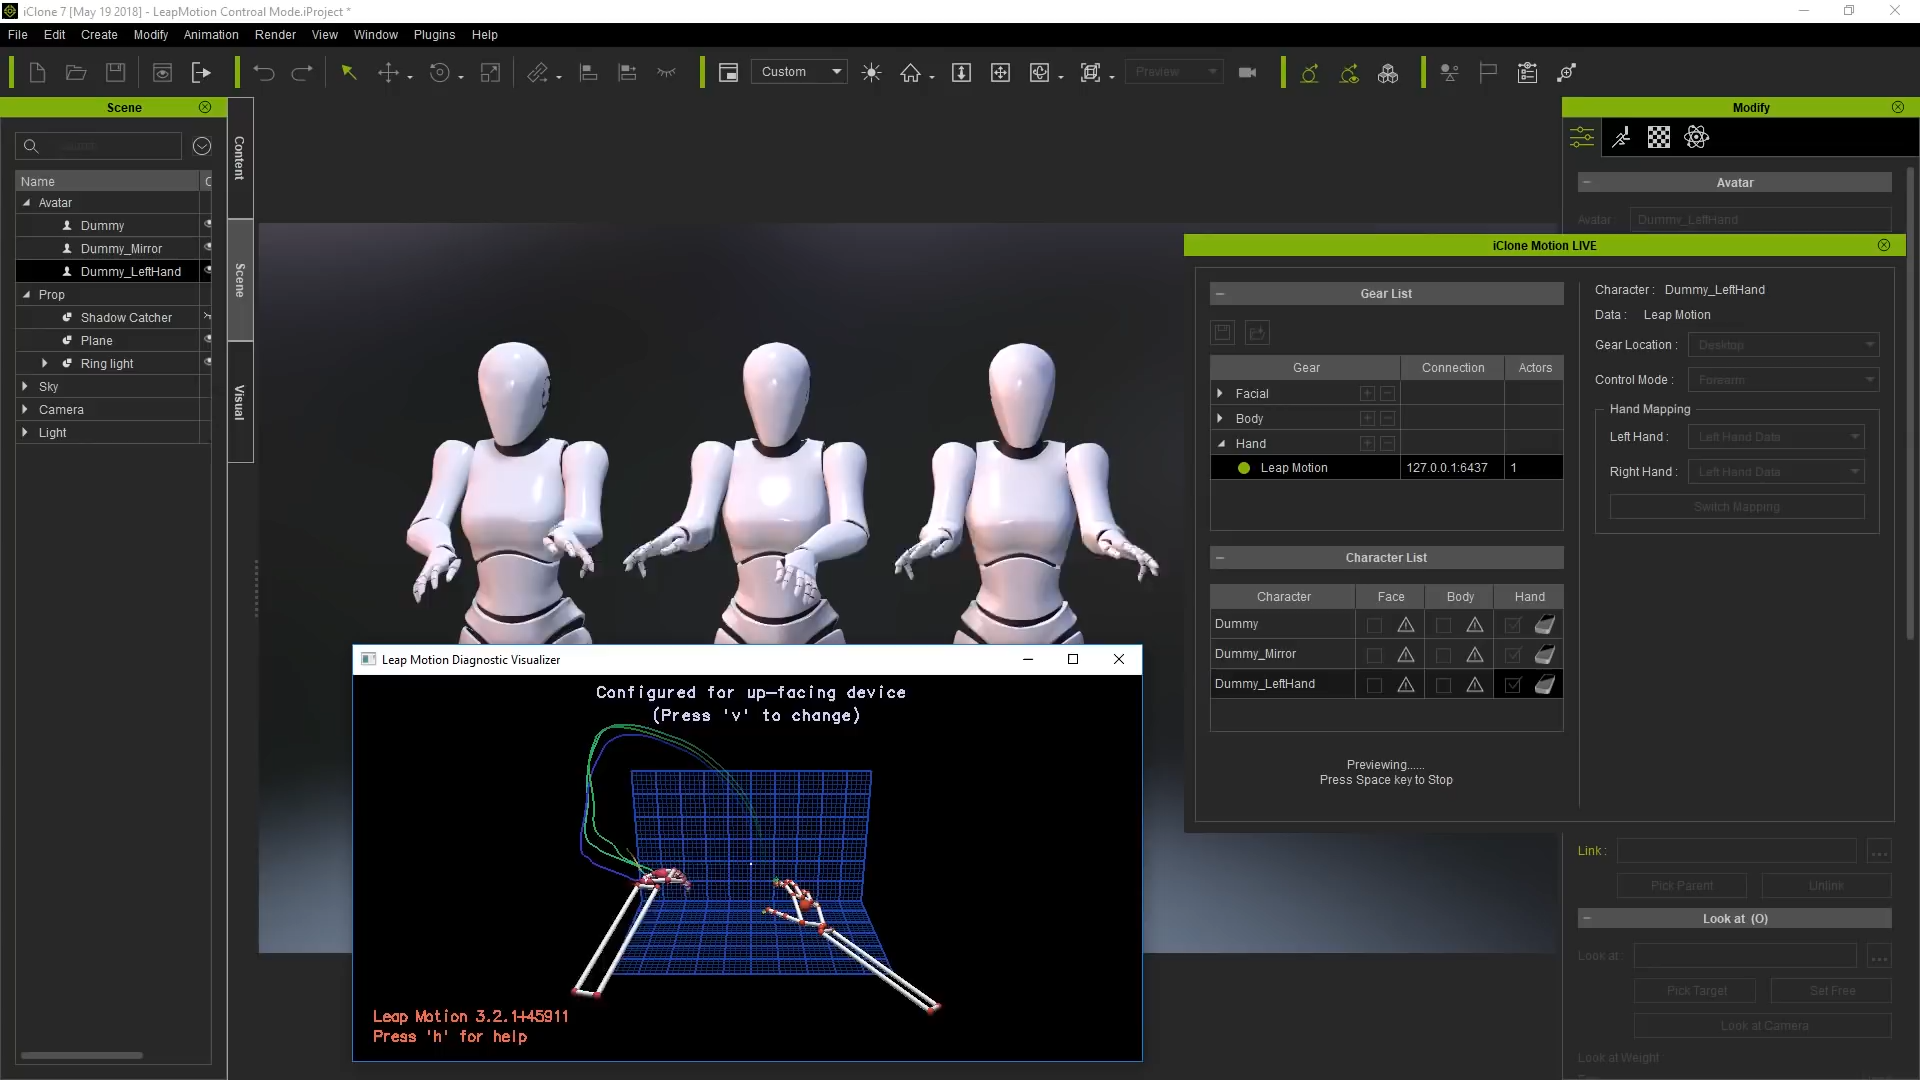 iClone 7 [May 19 2018] - LeapMotion Controal Mode.iProject *
File Edit Create Modify Animation Render View Window Plugins Help
Custom
Preview
Scene
Name
Avatar
Dummy
Dummy_Mirror
Dummy_LeftHand
Prop
Shadow Catcher
Plane
Ring light
Sky
Camera
Light
Content
Scene
Visual
Modify
Avatar
Avatar: Dummy_LeftHand
iClone Motion LIVE
Gear List
Gear Connection Actors
Facial
Body
Hand
Leap Motion 127.0.0.1:6437 1
Character List
Character Face Body Hand
Dummy
Dummy_Mirror
Dummy_LeftHand
Previewing......
Press Space key to Stop
Character : Dummy_LeftHand
Data : Leap Motion
Gear Location : Desktop
Control Mode : Forearm
Hand Mapping
Left Hand : Left Hand Data
Right Hand : Left Hand Data
Switch Mapping
Link :
Pick Parent Unlink
Look at (O)
Look at :
Pick Target Set Free
Look at Camera
Look at Weight
Leap Motion Diagnostic Visualizer
Configured for up-facing device
(Press 'v' to change)
Leap Motion 3.2.1+45911
Press 'h' for help